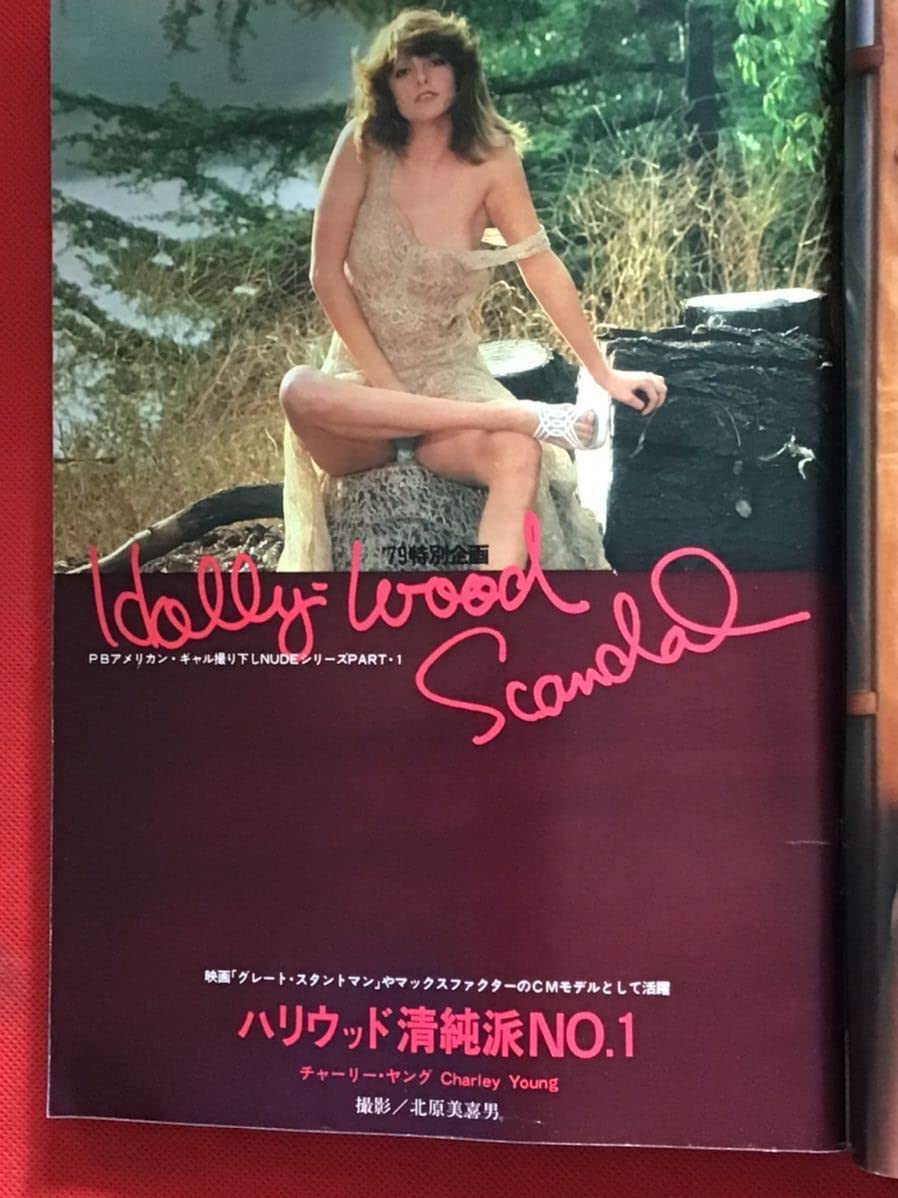 '79特別企画
Holly-Wood
Scandal
PBアメリカン・ギャル撮り下しNUDEシリーズPART・1
映画「グレート・スタントマン」やマックスファクターのCMモデルとして活躍
ハリウッド清純派NO.1
チャーリー・ヤング Charley Young
撮影／北原美喜男